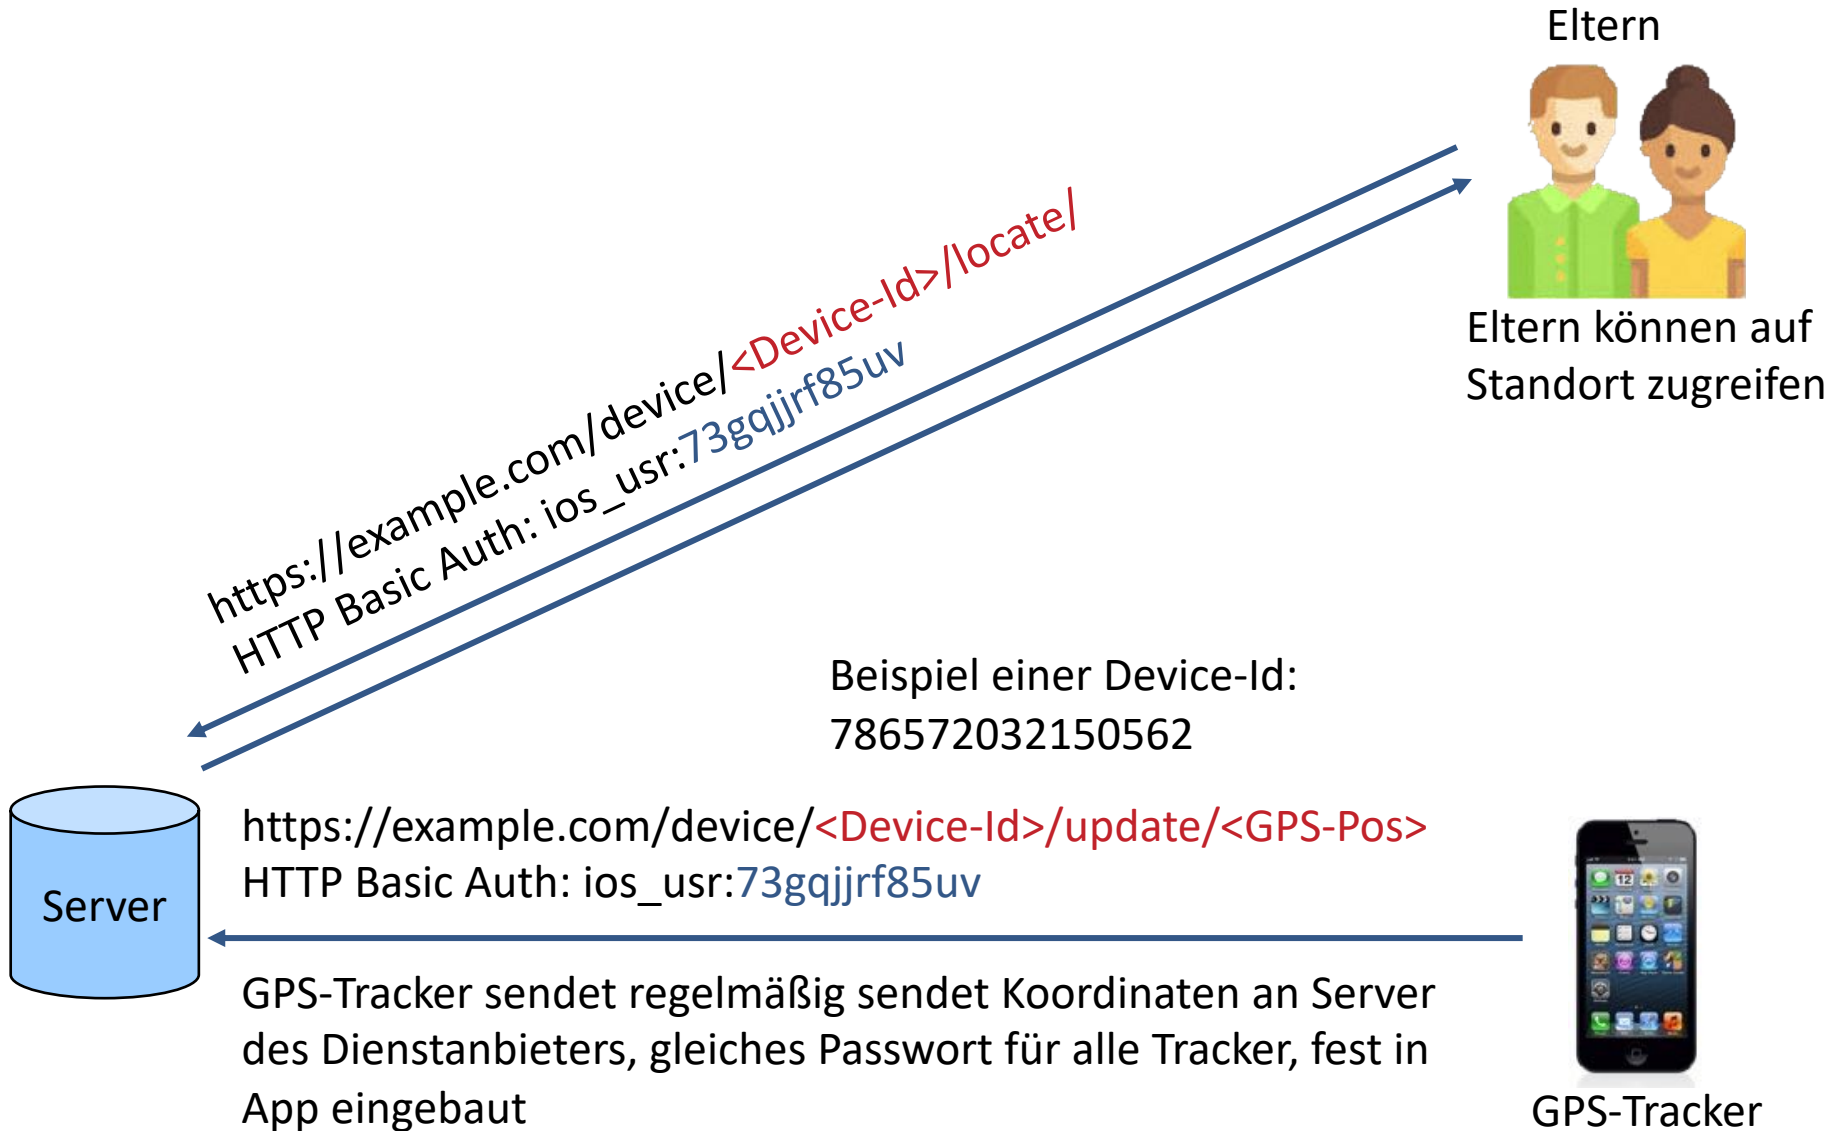 Eltern
Eltern können auf
Standort zugreifen
https://example.com/device/<Device-Id>/locate/
HTTP Basic Auth: ios_usr:73gqjjrf85uv
Beispiel einer Device-Id:
786572032150562
https://example.com/device/<Device-Id>/update/<GPS-Pos>
HTTP Basic Auth: ios_usr:73gqjjrf85uv
Server
GPS-Tracker sendet regelmäßig sendet Koordinaten an Server
des Dienstanbieters, gleiches Passwort für alle Tracker, fest in
App eingebaut
12
GPS-Tracker